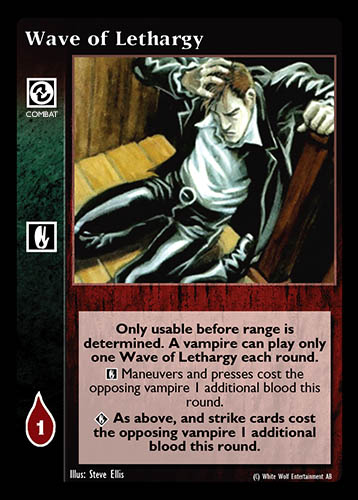 Wave of Lethargy
COMBAT
Only usable before range is
determined. A vampire can play only
one Wave of Lethargy each round.
Maneuvers and presses cost the
opposing vampire 1 additional blood this
round.
As above, and strike cards cost
the opposing vampire 1 additional
blood this round.
1
Illus: Steve Ellis
(C) White Wolf Entertainment AB